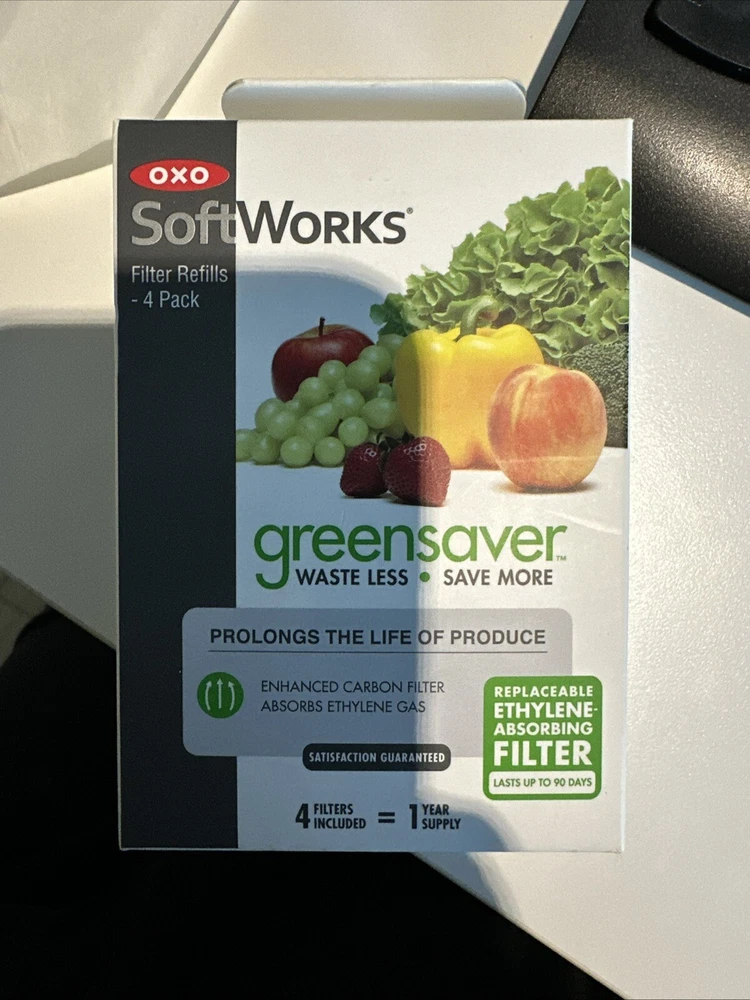 OXO
SoftWorks®
Filter Refills
- 4 Pack
greensaver™
WASTE LESS • SAVE MORE
PROLONGS THE LIFE OF PRODUCE
ENHANCED CARBON FILTER
ABSORBS ETHYLENE GAS
REPLACEABLE
ETHYLENE-
ABSORBING
FILTER
LASTS UP TO 90 DAYS
SATISFACTION GUARANTEED
4 FILTERS INCLUDED = 1 YEAR SUPPLY